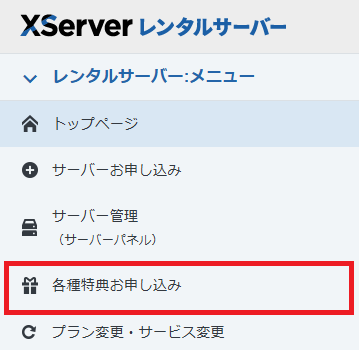 XServer レンタルサーバー
レンタルサーバー:メニュー
トップページ
サーバーお申し込み
サーバー管理
（サーバーパネル）
各種特典お申し込み
プラン変更・サービス変更